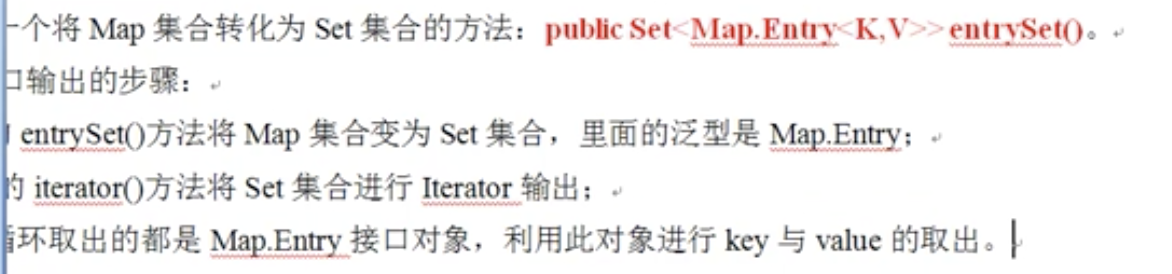 一个将 Map 集合转化为 Set 集合的方法：public Set<Map.Entry<K,V>> entrySet()。
口输出的步骤：
entrySet()方法将 Map 集合变为 Set 集合，里面的泛型是 Map.Entry；
的 iterator()方法将 Set 集合进行 Iterator 输出；
循环取出的都是 Map.Entry 接口对象，利用此对象进行 key 与 value 的取出。